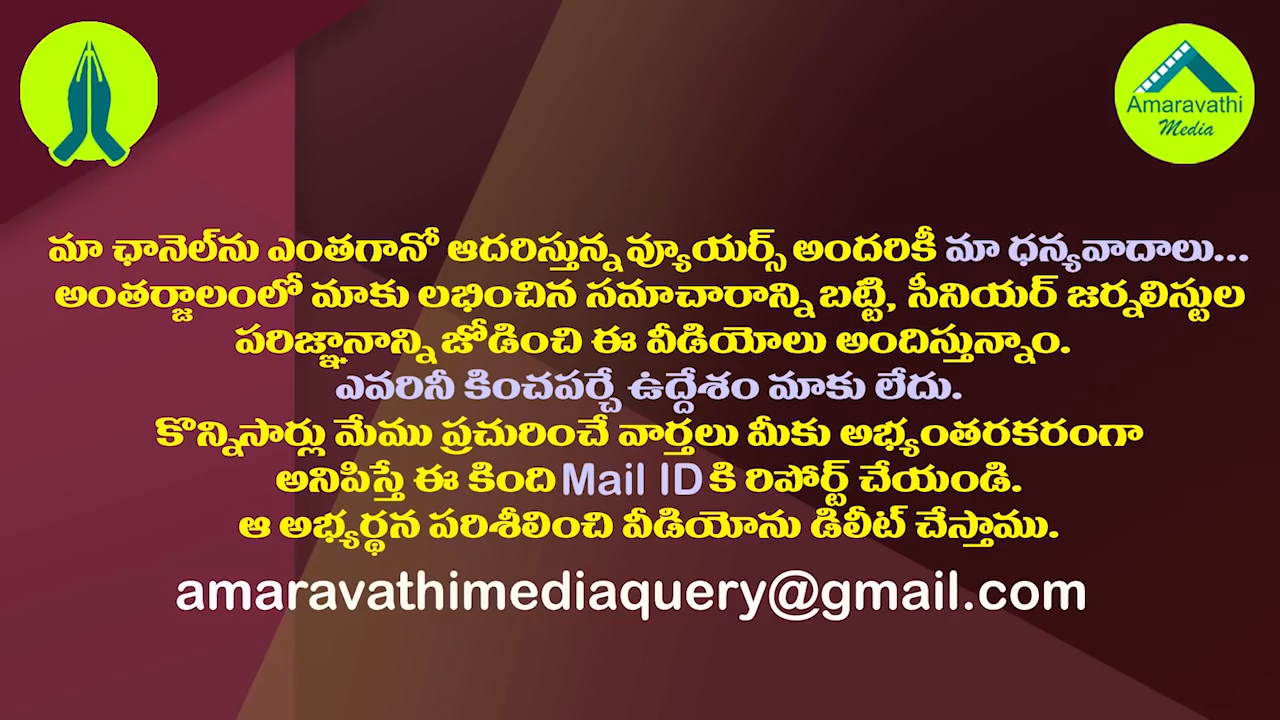 Amaravathi
Media
మా ఛానెల్‌ను ఎంతగానో ఆదరిస్తున్న వ్యూయర్స్ అందరికీ మా ధన్యవాదాలు...
అంతర్జాలంలో మాకు లభించిన సమాచారాన్ని బట్టి, సీనియర్ జర్నలిస్టుల
పరిజ్ఞానాన్ని జోడించి ఈ వీడియోలు అందిస్తున్నాం.
ఎవరినీ కించపర్చే ఉద్దేశం మాకు లేదు.
కొన్నిసార్లు మేము ప్రచురించే వార్తలు మీకు అభ్యంతరకరంగా
అనిపిస్తే ఈ కింది Mail ID కి రిపోర్ట్ చేయండి.
ఆ అభ్యర్థన పరిశీలించి వీడియోను డిలీట్ చేస్తాము.
amaravathimediaquery@gmail.com